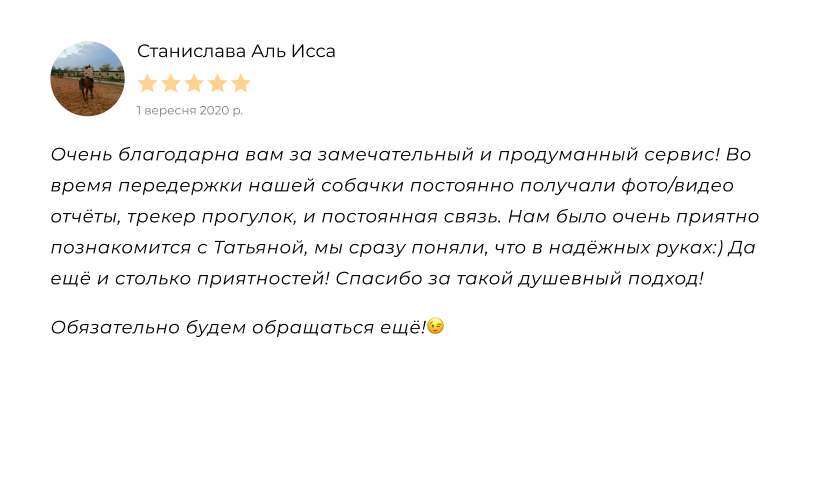 Станислава Аль Исса
1 вересня 2020 р.
Очень благодарна вам за замечательный и продуманный сервис! Во
время передержки нашей собачки постоянно получали фото/видео
отчёты, трекер прогулок, и постоянная связь. Нам было очень приятно
познакомится с Татьяной, мы сразу поняли, что в надёжных руках:) Да
ещё и столько приятностей! Спасибо за такой душевный подход!
Обязательно будем обращаться ещё!😉